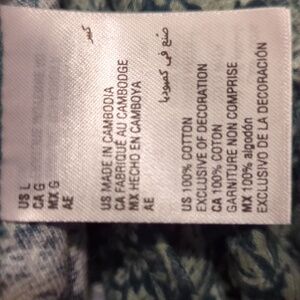 US L
CA G
MX G
AE كبير
US MADE IN CAMBODIA
CA FABRIQUÉ AU CAMBODGE
MX HECHO EN CAMBOYA
AE صنع في كمبوديا
US 100% COTTON
EXCLUSIVE OF DECORATION
CA 100% COTON
GARNITURE NON COMPRISE
MX 100% algodón
EXCLUSIVO DE LA DECORACIÓN